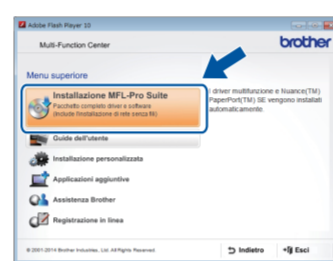 Adobe Flash Player 10
Multi-Function Center
brother
Menu superiore
Installazione MFL-Pro Suite
Pacchetto completo driver e software
(include l'installazione di rete senza fili)
I driver multifunzione e Nuance(TM)
PaperPort(TM) SE vengono installati
automaticamente.
Guide dell'utente
Installazione personalizzata
Applicazioni aggiuntive
Assistenza Brother
Registrazione in linea
© 2001-2014 Brother Industries, Ltd. All Rights Reserved.
Indietro
Esci